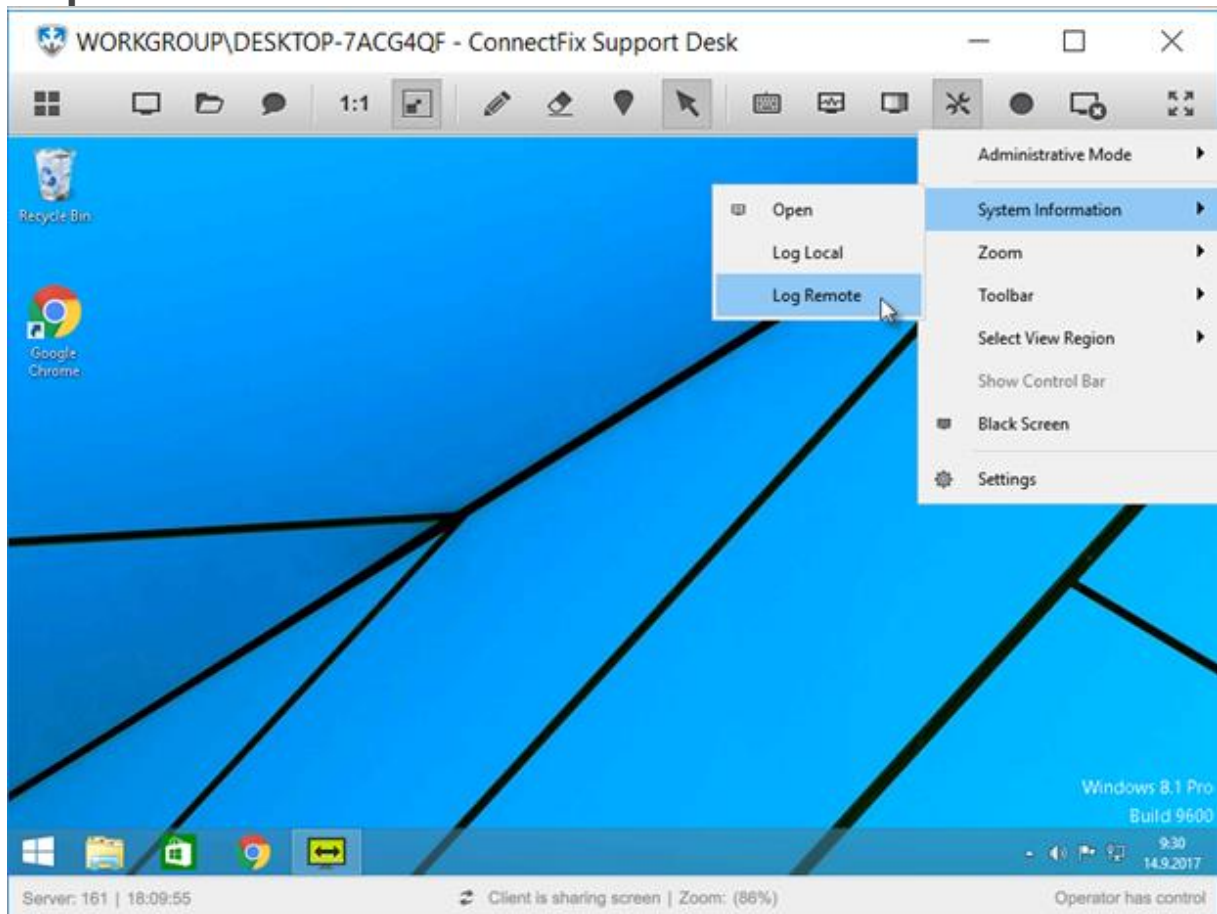 WORKGROUP\DESKTOP-7ACG4QF - ConnectFix Support Desk
1:1
Administrative Mode
System Information
Zoom
Toolbar
Select View Region
Show Control Bar
Black Screen
Settings
Open
Log Local
Log Remote
Recycle Bin
Google
Chrome
Windows 8.1 Pro
Build 9600
9:30
14.9.2017
Server: 161 | 18:09:55
Client is sharing screen | Zoom: (86%)
Operator has control